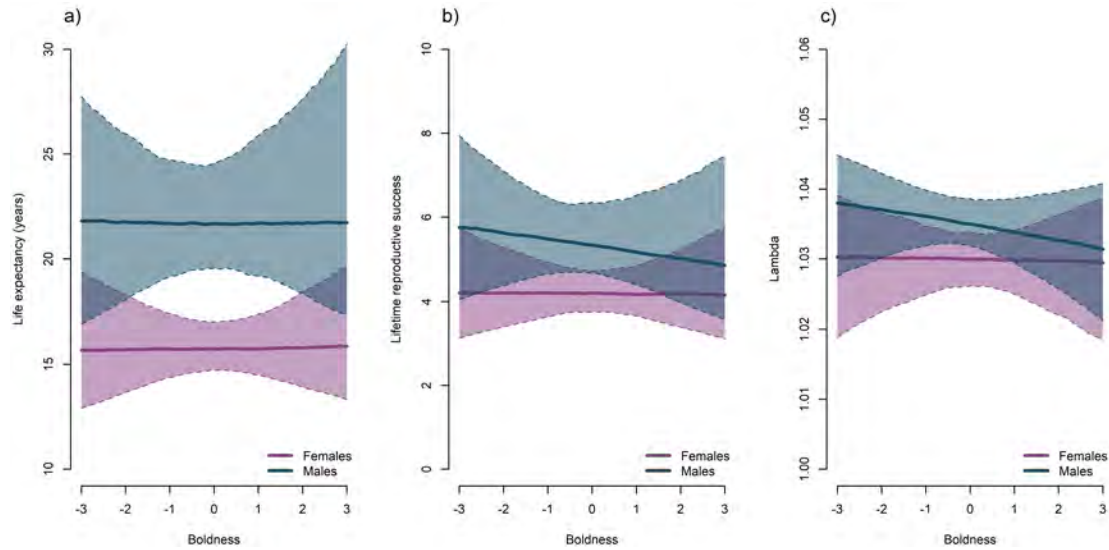 a)
Life expectancy (years)
30
25
20
15
10
-3 -2 -1 0 1 2 3
Boldness
Females
Males
b)
Lifetime reproductive success
10
8
6
4
2
0
-3 -2 -1 0 1 2 3
Boldness
Females
Males
c)
Lambda
1.06
1.05
1.04
1.03
1.02
1.01
1.00
-3 -2 -1 0 1 2 3
Boldness
Females
Males